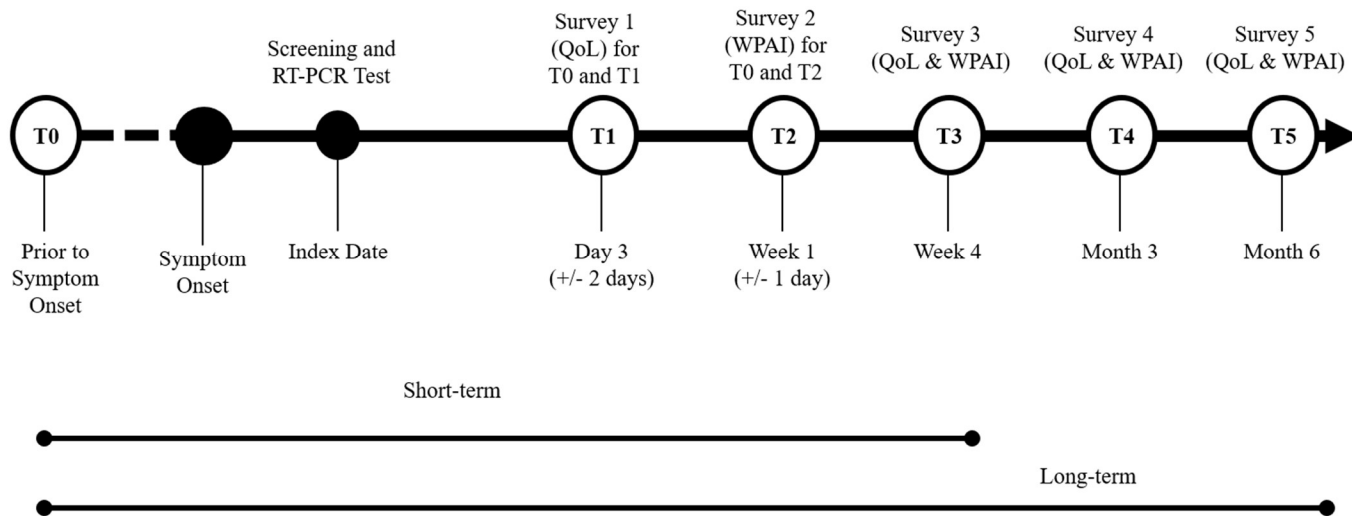 Screening and
RT-PCR Test
Survey 1
(QoL) for
T0 and T1
Survey 2
(WPAI) for
T0 and T2
Survey 3
(QoL & WPAI)
Survey 4
(QoL & WPAI)
Survey 5
(QoL & WPAI)
T0
T1
T2
T3
T4
T5
Prior to
Symptom
Onset
Symptom
Onset
Index Date
Day 3
(+/- 2 days)
Week 1
(+/- 1 day)
Week 4
Month 3
Month 6
Short-term
Long-term